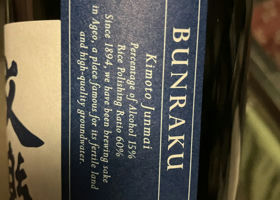 BUNRAKU
Kimoto Junmai
Percentage of Alcohol 15%
Rice Polishing Ratio 60%
Since 1894, we have been brewing sake
in Ageo, a place famous for its fertile land
and high-quality groundwater.
文